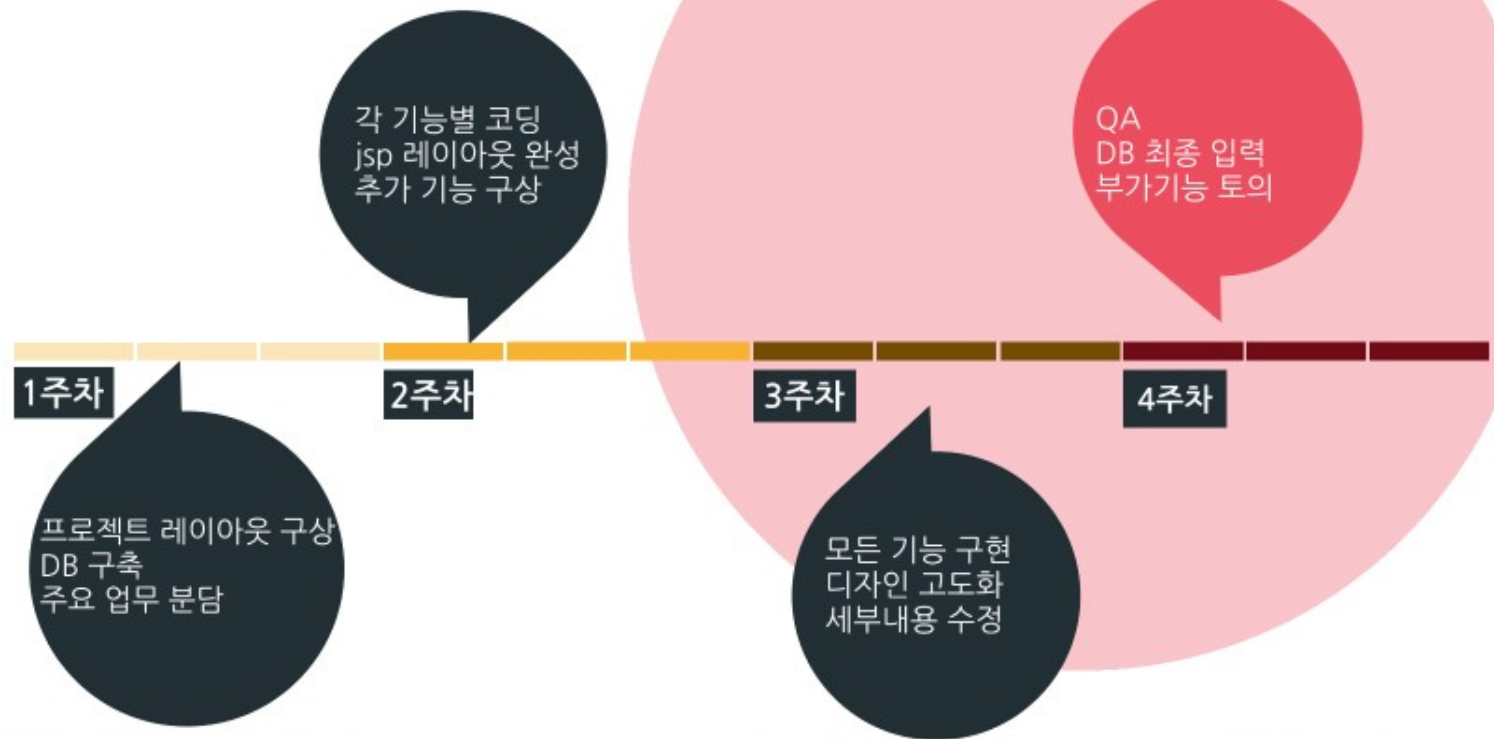 1주차
프로젝트 레이아웃 구상
DB 구축
주요 업무 분담
2주차
각 기능별 코딩
jsp 레이아웃 완성
추가 기능 구상
3주차
모든 기능 구현
디자인 고도화
세부내용 수정
4주차
QA
DB 최종 입력
부가기능 토의